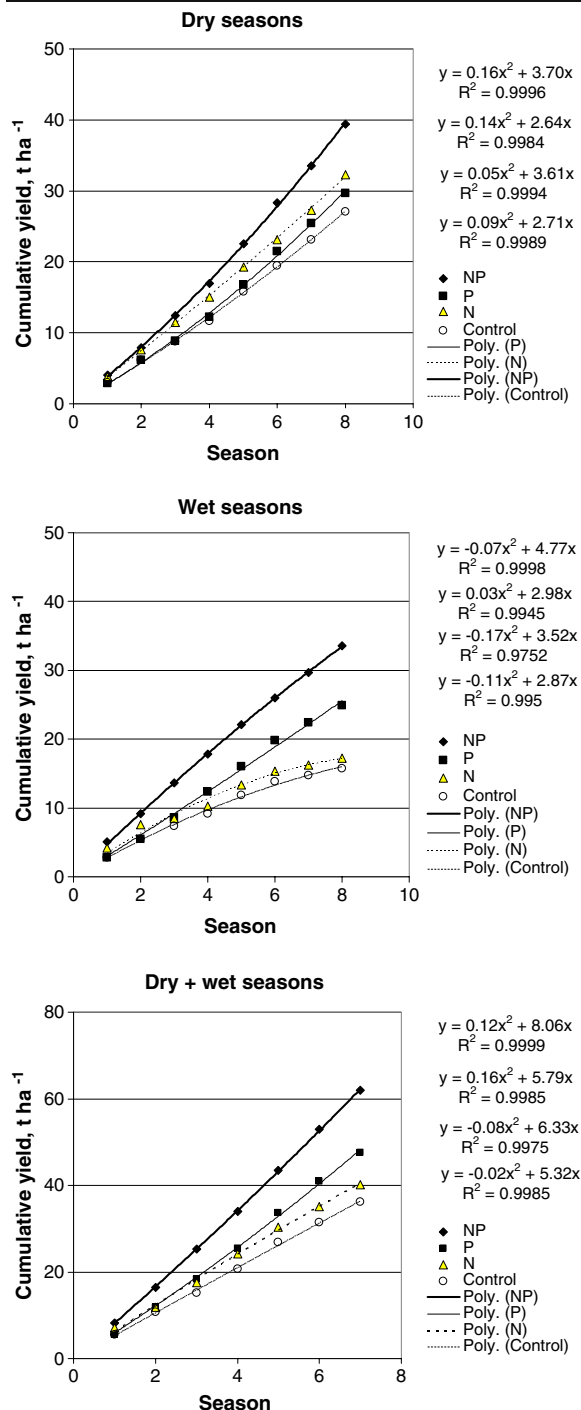 Dry seasons
Cumulative yield, t ha -1
50
40
30
20
10
0
0 2 4 6 8 10
Season
y = 0.16x2 + 3.70x
R2 = 0.9996
y = 0.14x2 + 2.64x
R2 = 0.9984
y = 0.05x2 + 3.61x
R2 = 0.9994
y = 0.09x2 + 2.71x
R2 = 0.9989
NP
P
N
Control
Poly. (P)
Poly. (N)
Poly. (NP)
Poly. (Control)
Wet seasons
Cumulative yield, t ha -1
50
40
30
20
10
0
0 2 4 6 8 10
Season
y = -0.07x2 + 4.77x
R2 = 0.9998
y = 0.03x2 + 2.98x
R2 = 0.9945
y = -0.17x2 + 3.52x
R2 = 0.9752
y = -0.11x2 + 2.87x
R2 = 0.995
NP
P
N
Control
Poly. (NP)
Poly. (P)
Poly. (N)
Poly. (Control)
Dry + wet seasons
Cumulative yield, t ha -1
80
60
40
20
0
0 2 4 6 8
Season
y = 0.12x2 + 8.06x
R2 = 0.9999
y = 0.16x2 + 5.79x
R2 = 0.9985
y = -0.08x2 + 6.33x
R2 = 0.9975
y = -0.02x2 + 5.32x
R2 = 0.9985
NP
P
N
Control
Poly. (NP)
Poly. (P)
Poly. (N)
Poly. (Control)